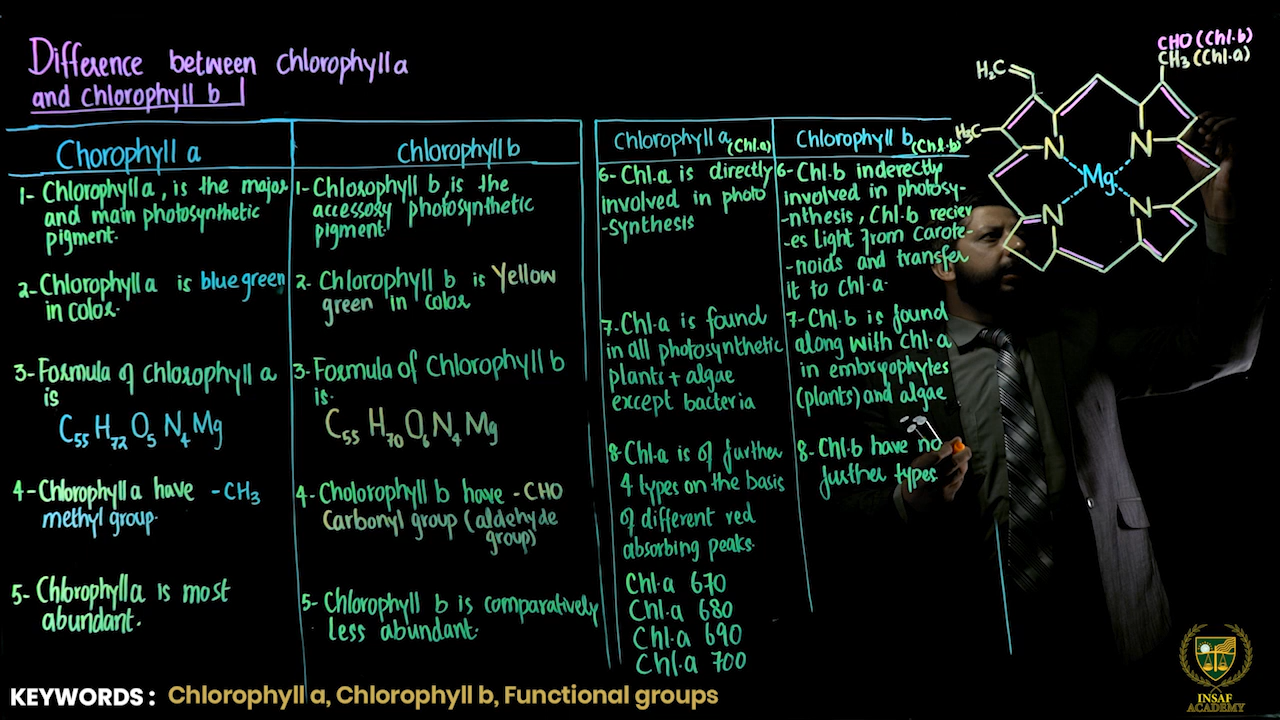 Difference between chlorophyll a
and Chlorophyll b
Chorophyll a
1- Chlorophyll a, is the major
and main photosynthetic
pigment.
2- Chlorophyll a is blue green
in color.
3- Formula of chlorophyll a
is
C55 H72 O5 N4 Mg
4- Chlorophyll a have -CH3
methyl group.
5- Chlorophyll a is most
abundant.
Chlorophyll b
1- Chlorophyll b, is the
accessory photosynthetic
pigment.
2- Chlorophyll b is Yellow
green in color
3- Formula of Chlorophyll b
is.
C55 H70 O6 N4 Mg
4- Cholorophyll b have -CHO
Carbonyl group (aldehyde
group)
5- Chlorophyll b is comparatively
less abundant.
Chlorophyll a (Chl.a)
6- Chl.a is directly
involved in photo
-synthesis
7- Chl.a is found
in all photosynthetic
plants + algae
except bacteria
8- Chl.a is of further
4 types on the basis
of different red
absorbing peaks.
Chl.a 670
Chl.a 680
Chl.a 690
Chl.a 700
Chlorophyll b (Chl.b)
6- Chl.b inderectly
involved in photosy-
-nthesis, Chl.b reciev
-es Light from Carote-
-noids and transfer
it to chl.a.
7- Chl.b is found
along with Chl.a
in embryophytes
(plants) and algae
8- Chl.b have no
further types.
CHO (Chl.b)
CH3 (Chl.a)
H2C
H3C
N
N
Mg
N
N
KEYWORDS : Chlorophyll a, Chlorophyll b, Functional groups
INSAF
ACADEMY